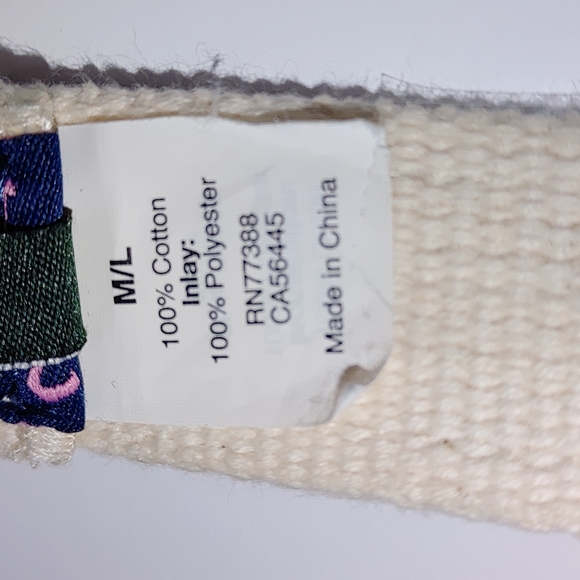 M/L
100% Cotton
Inlay:
100% Polyester
RN77388
CA56445
Made in China